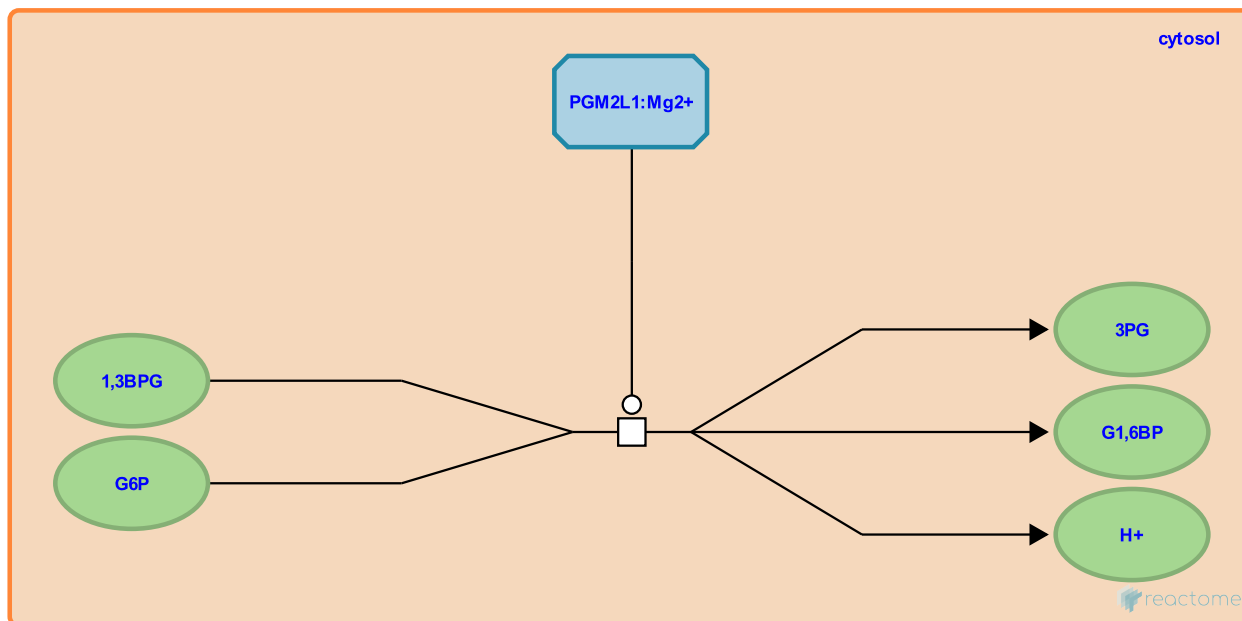 cytosol
PGM2L1:Mg2+
1,3BPG
G6P
3PG
G1,6BP
H+
reactome